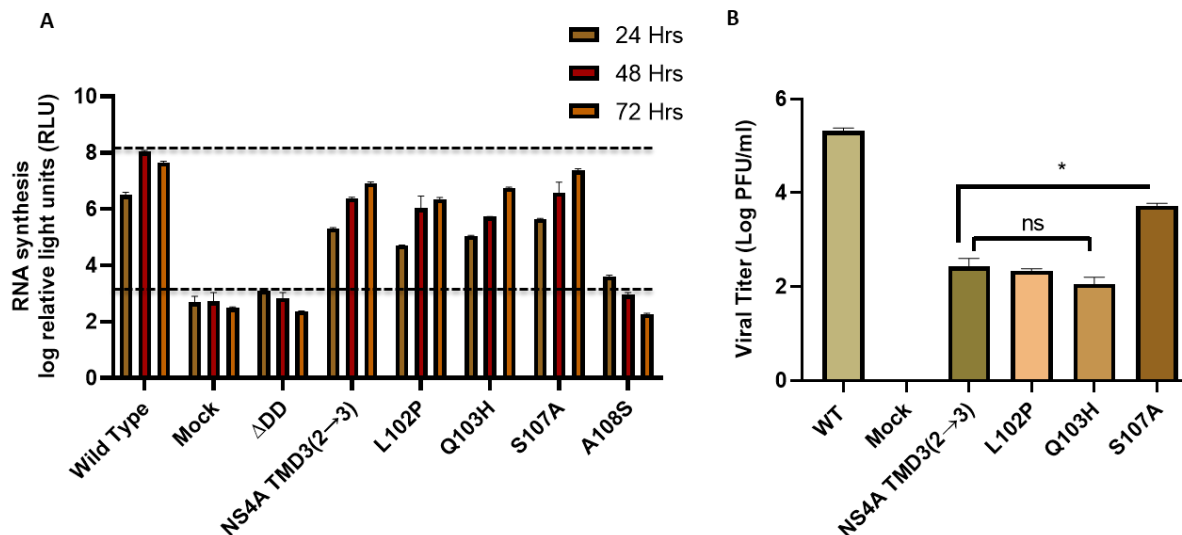 A
24 Hrs
48 Hrs
72 Hrs
RNA synthesis
log relative light units (RLU)
10
8
6
4
2
0
Wild Type
Mock
ΔDD
NS4A TMD3(2→3)
L102P
Q103H
S107A
A108S
B
Viral Titer (Log PFU/ml)
6
4
2
0
*
ns
WT
Mock
NS4A TMD3(2→3)
L102P
Q103H
S107A